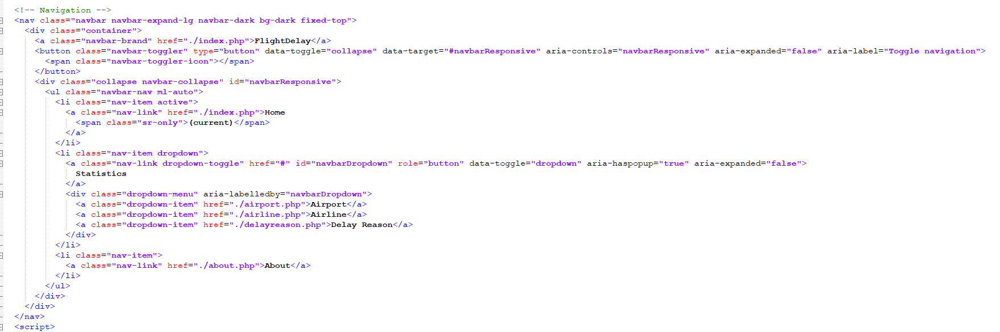 <!-- Navigation -->
<nav class="navbar navbar-expand-lg navbar-dark bg-dark fixed-top">
<div class="container">
<a class="navbar-brand" href="./index.php">FlightDelay</a>
<button class="navbar-toggler" type="button" data-toggle="collapse" data-target="#navbarResponsive" aria-controls="navbarResponsive" aria-expanded="false" aria-label="Toggle navigation">
<span class="navbar-toggler-icon"></span>
</button>
<div class="collapse navbar-collapse" id="navbarResponsive">
<ul class="navbar-nav ml-auto">
<li class="nav-item active">
<a class="nav-link" href="./index.php">Home
<span class="sr-only">(current)</span>
</a>
</li>
<li class="nav-item dropdown">
<a class="nav-link dropdown-toggle" href="#" id="navbarDropdown" role="button" data-toggle="dropdown" aria-haspopup="true" aria-expanded="false">
Statistics
</a>
<div class="dropdown-menu" aria-labelledby="navbarDropdown">
<a class="dropdown-item" href="./airport.php">Airport</a>
<a class="dropdown-item" href="./airline.php">Airline</a>
<a class="dropdown-item" href="./delayreason.php">Delay Reason</a>
</div>
</li>
<li class="nav-item">
<a class="nav-link" href="./about.php">About</a>
</li>
</ul>
</div>
</div>
</nav>
<script>